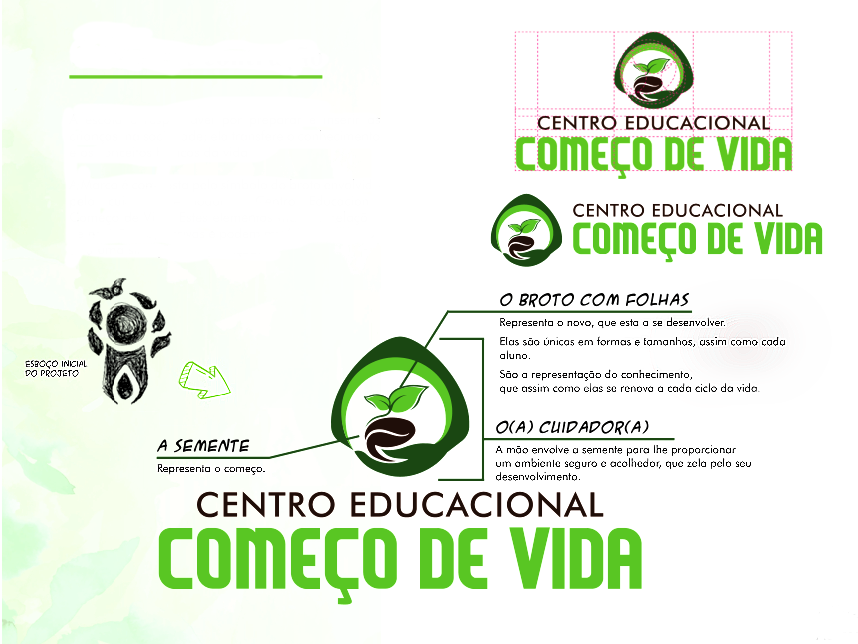 CENTRO EDUCACIONAL
COMEÇO DE VIDA
CENTRO EDUCACIONAL
COMEÇO DE VIDA
O BROTO COM FOLHAS
Representa o novo, que esta a se desenvolver.
Elas são únicas em formas e tamanhos, assim como cada
aluno.
São a representação do conhecimento,
que assim como elas se renova a cada ciclo da vida.
ESBOÇO INICIAL
DO PROJETO
O(A) CUIDADOR(A)
A mão envolve a semente para lhe proporcionar
um ambiente seguro e acolhedor, que zela pelo seu
desenvolvimento.
A SEMENTE
Representa o começo.
CENTRO EDUCACIONAL
COMEÇO DE VIDA